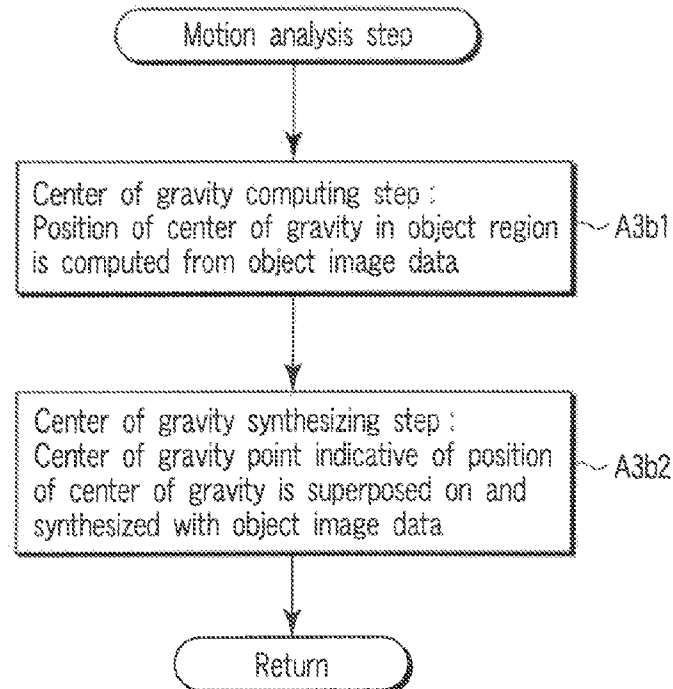 Motion analysis step
Center of gravity computing step :
Position of center of gravity in object region
is computed from object image data
A3b1
Center of gravity synthesizing step :
Center of gravity point indicative of position
of center of gravity is superposed on and
synthesized with object image data
A3b2
Return